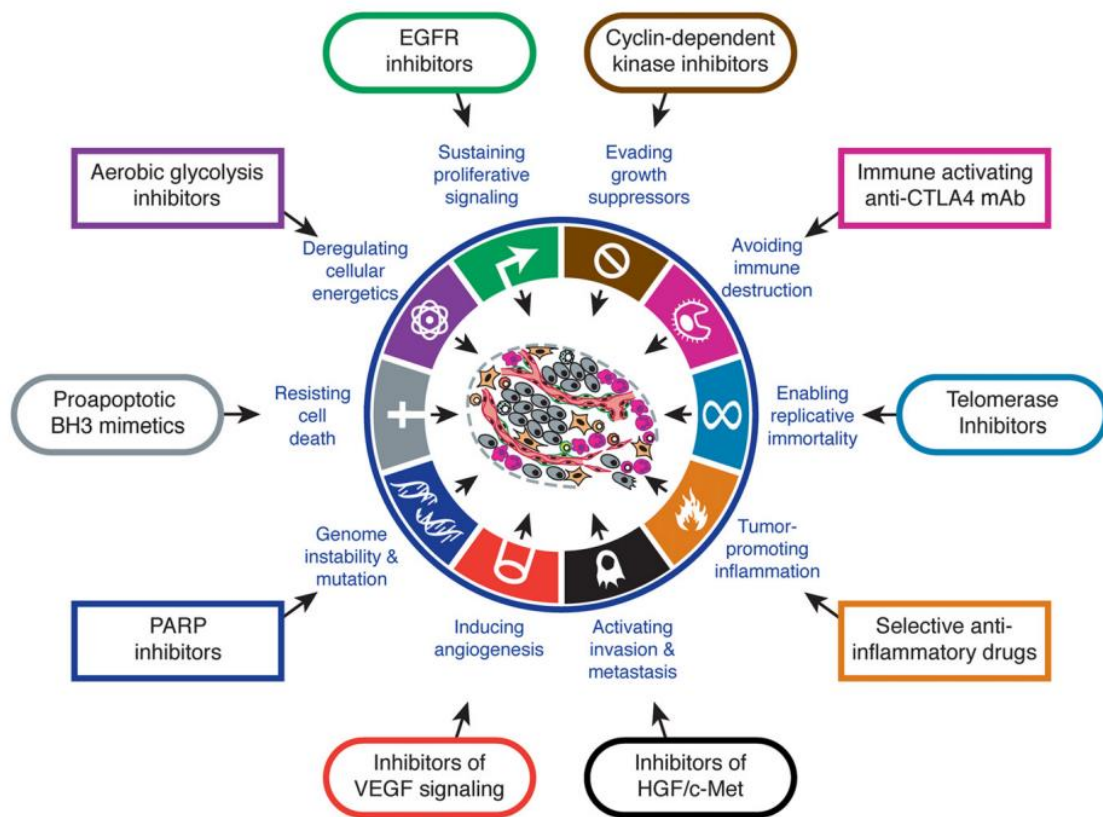 EGFR
inhibitors
Cyclin-dependent
kinase inhibitors
Sustaining
proliferative
signaling
Evading
growth
suppressors
Aerobic glycolysis
inhibitors
Immune activating
anti-CTLA4 mAb
Deregulating
cellular
energetics
Avoiding
immune
destruction
Proapoptotic
BH3 mimetics
Resisting
cell
death
Enabling
replicative
immortality
Telomerase
Inhibitors
Genome
instability &
mutation
Tumor-
promoting
inflammation
PARP
inhibitors
Inducing
angiogenesis
Activating
invasion &
metastasis
Selective anti-
inflammatory drugs
Inhibitors of
VEGF signaling
Inhibitors of
HGF/c-Met